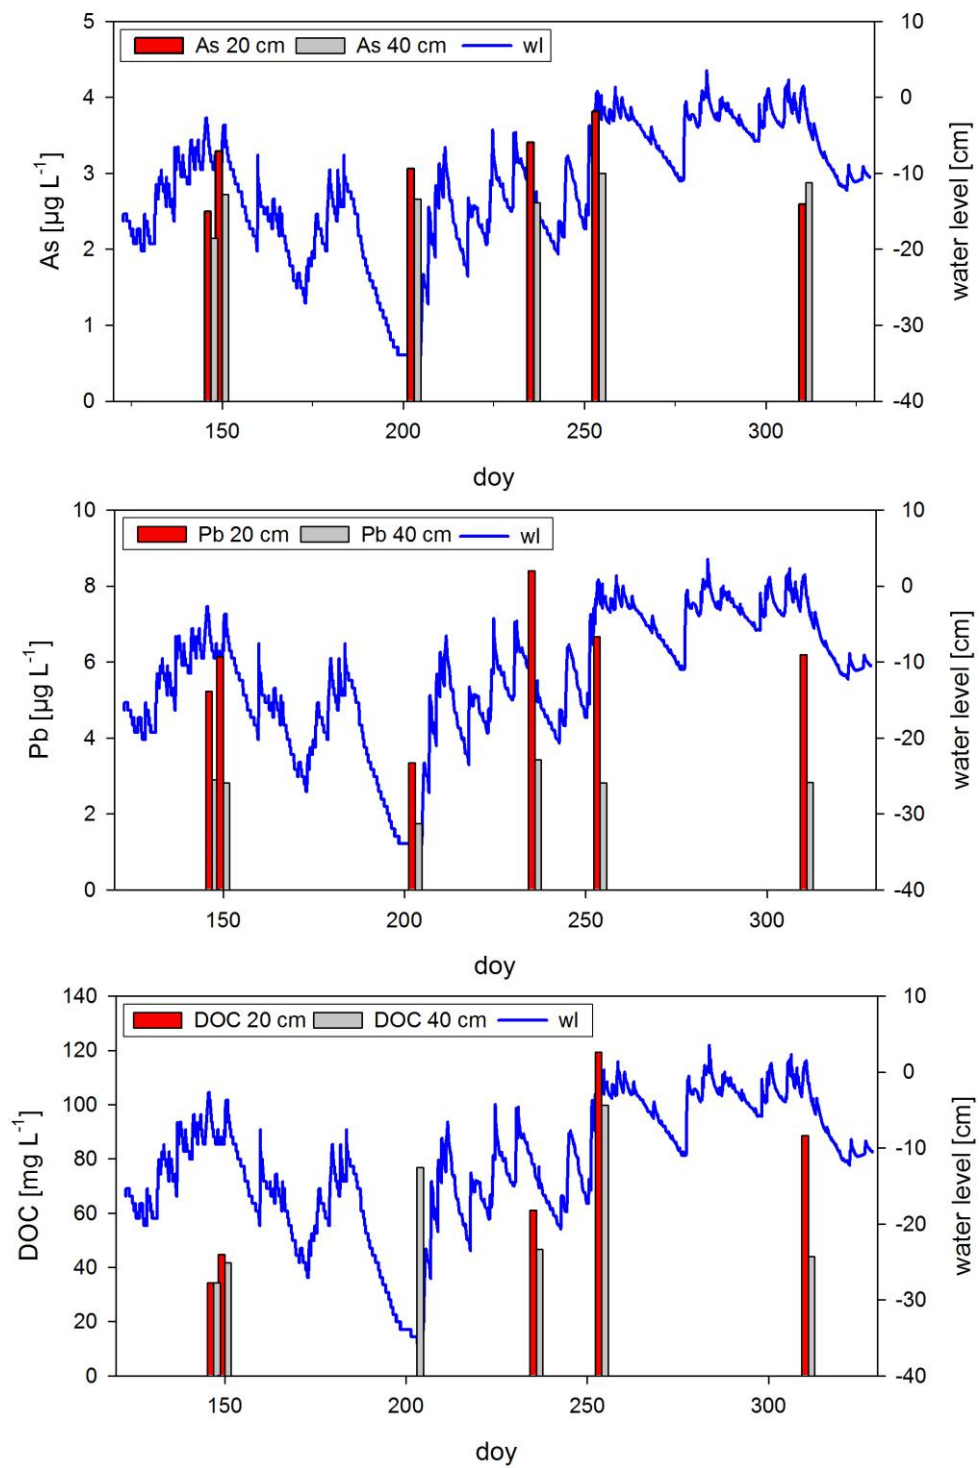 As 20 cm As 40 cm wl
5
4
3
2
1
0
As [µg L-1]
10
0
-10
-20
-30
-40
water level [cm]
150 200 250 300
doy
Pb 20 cm Pb 40 cm wl
10
8
6
4
2
0
Pb [µg L-1]
10
0
-10
-20
-30
-40
water level [cm]
150 200 250 300
doy
DOC 20 cm DOC 40 cm wl
140
120
100
80
60
40
20
0
DOC [mg L-1]
10
0
-10
-20
-30
-40
water level [cm]
150 200 250 300
doy